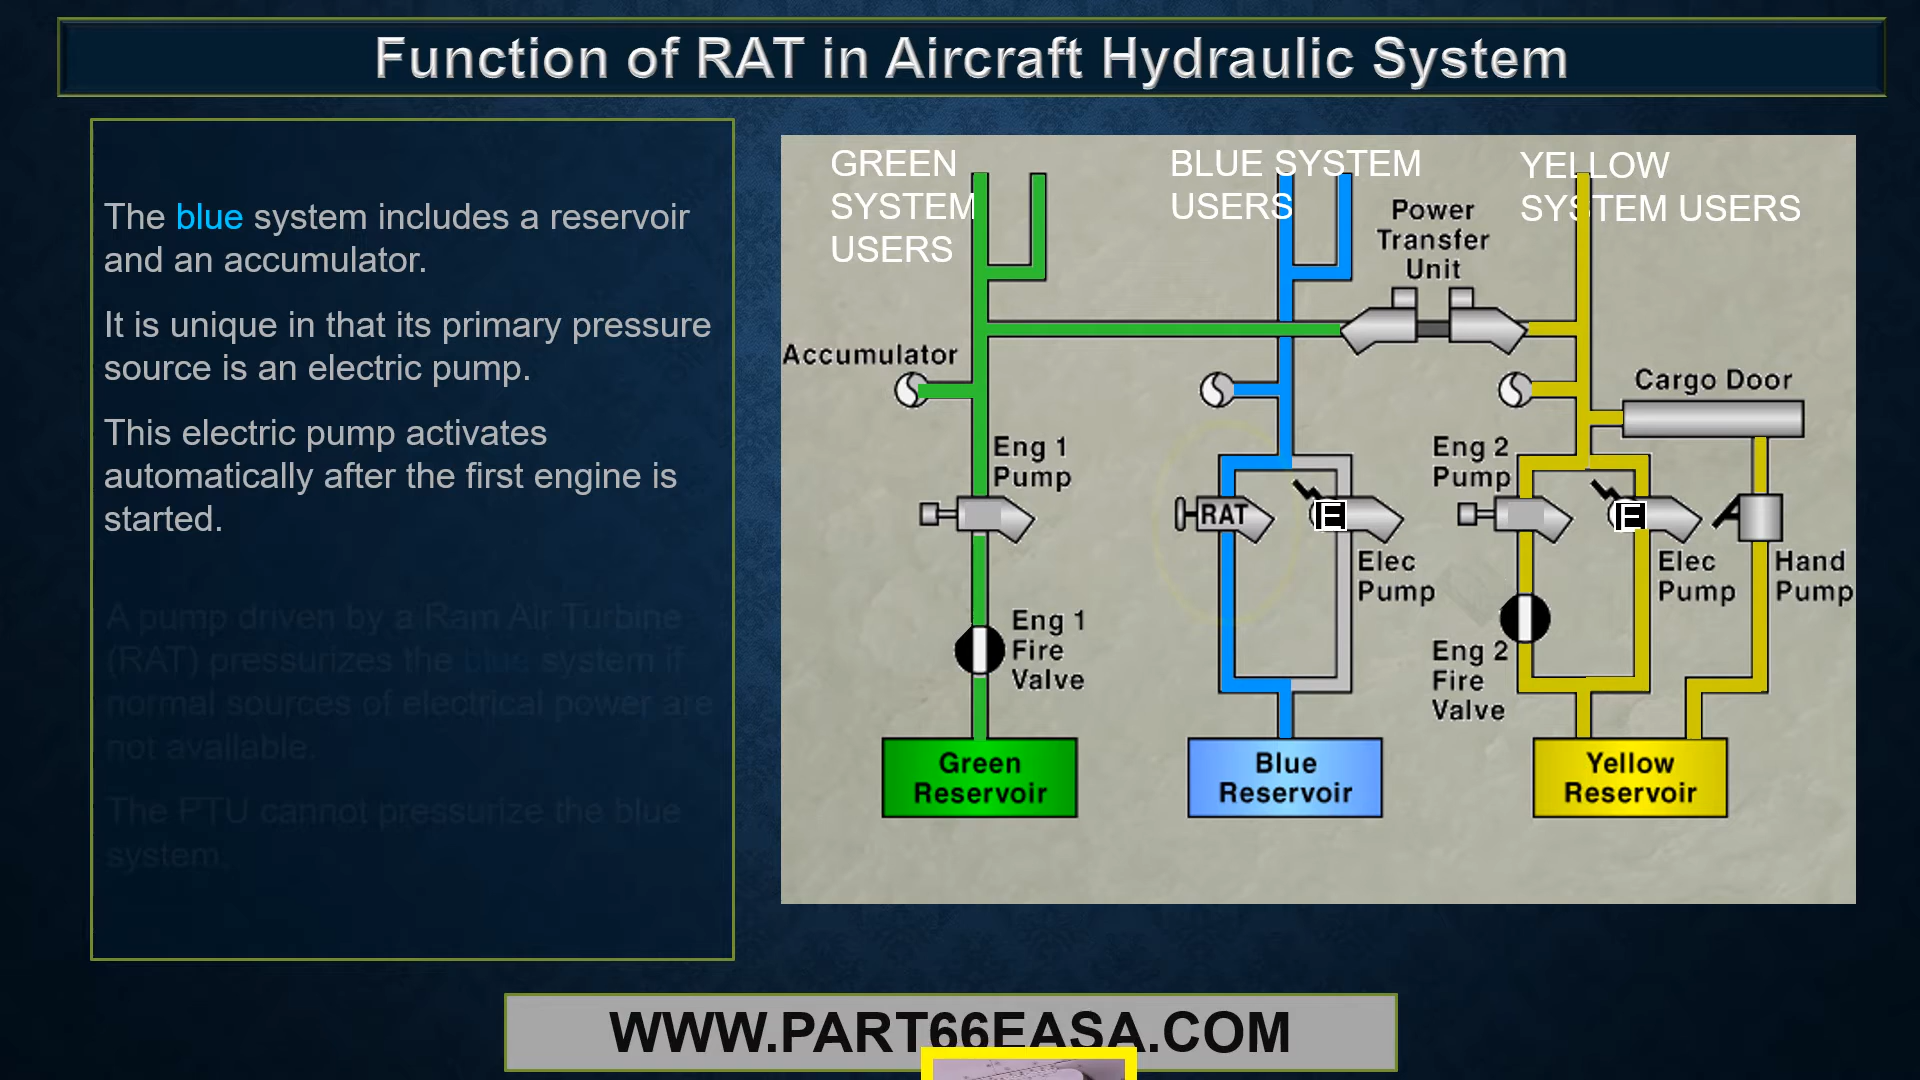 Function of RAT in Aircraft Hydraulic System
The blue system includes a reservoir
and an accumulator.
It is unique in that its primary pressure
source is an electric pump.
This electric pump activates
automatically after the first engine is
started.
A pump driven by a Ram Air Turbine
(RAT) pressurizes the blue system if
normal sources of electrical power are
not available.
The PTU cannot pressurize the blue
system.
GREEN
SYSTEM
USERS
BLUE SYSTEM
USERS
YELLOW
SYSTEM USERS
Power
Transfer
Unit
Accumulator
Cargo Door
Eng 1
Pump
RAT
E
Elec
Pump
Eng 2
Pump
E
Elec
Pump
Hand
Pump
Eng 1
Fire
Valve
Eng 2
Fire
Valve
Green
Reservoir
Blue
Reservoir
Yellow
Reservoir
WWW.PART66EASA.COM